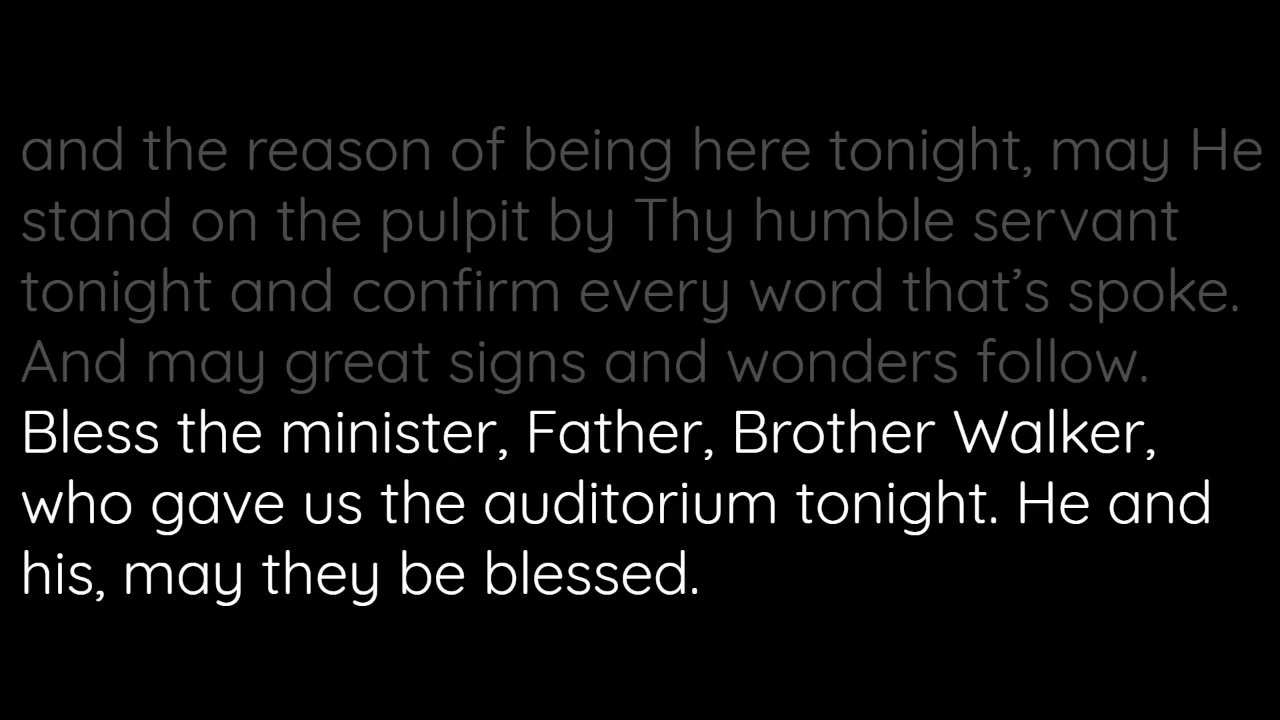 and the reason of being here tonight, may He
stand on the pulpit by Thy humble servant
tonight and confirm every word that’s spoke.
And may great signs and wonders follow.
Bless the minister, Father, Brother Walker,
who gave us the auditorium tonight. He and
his, may they be blessed.